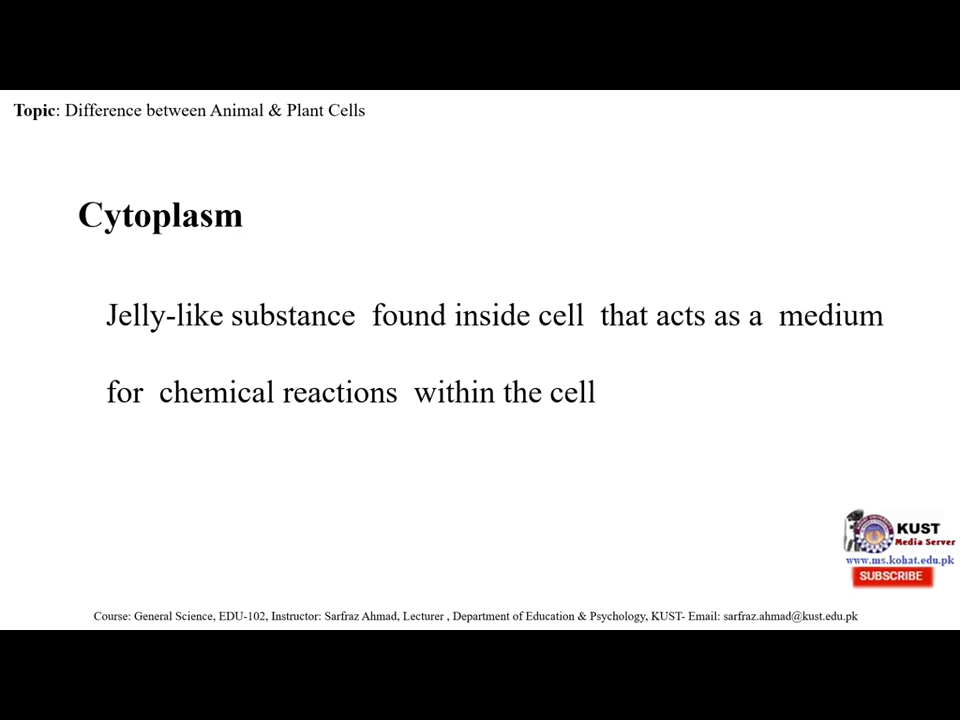 Topic: Difference between Animal & Plant Cells
Cytoplasm
Jelly-like substance found inside cell that acts as a medium
for chemical reactions within the cell
KUST
Media Server
www.ms.kohat.edu.pk
SUBSCRIBE
Course: General Science, EDU-102, Instructor: Sarfraz Ahmad, Lecturer , Department of Education & Psychology, KUST- Email: sarfraz.ahmad@kust.edu.pk